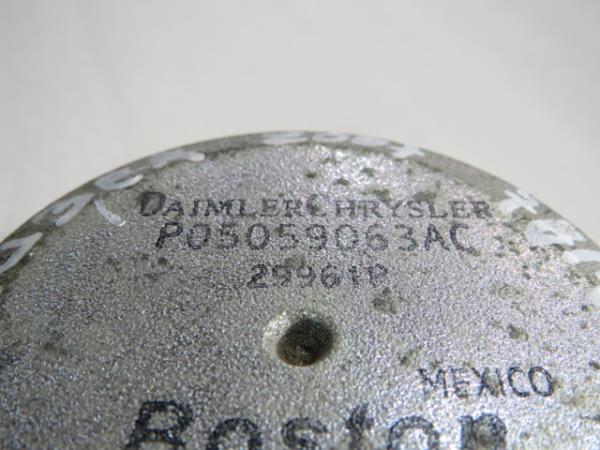 DAIMLERCHRYSLER
P05059063AC
29961P
MEXICO
Boston